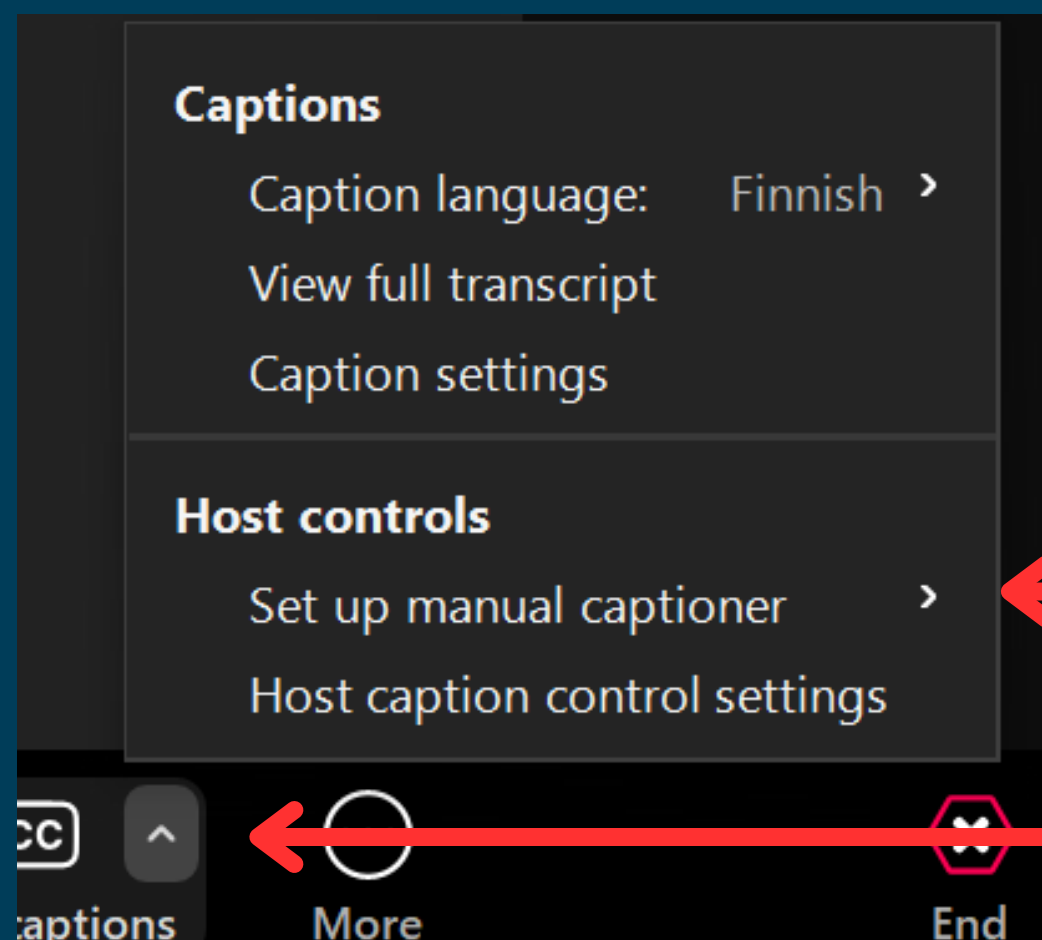 Captions
Caption language: Finnish
View full transcript
Caption settings
Host controls
Set up manual captioner
Host caption control settings
CC
captions More End